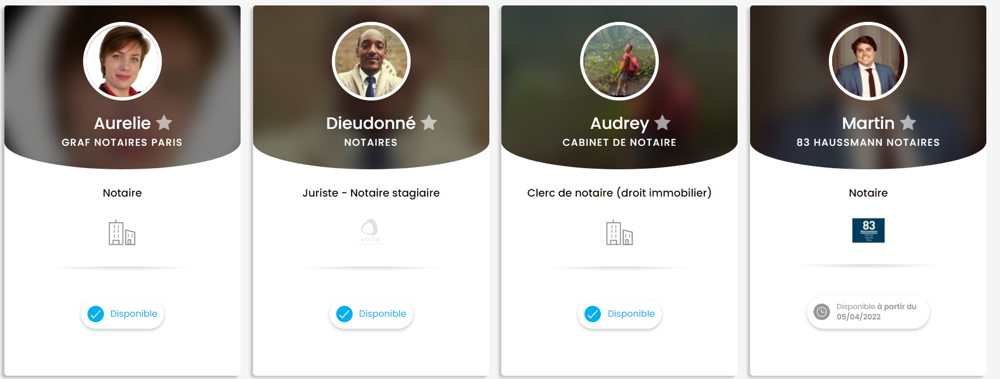 Aurelie
GRAF NOTAIRES PARIS
Notaire
Disponible
Dieudonné
NOTAIRES
Juriste - Notaire stagiaire
LOGO
Disponible
Audrey
CABINET DE NOTAIRE
Clerc de notaire (droit immobilier)
Disponible
Martin
83 HAUSSMANN NOTAIRES
Notaire
83
Haussmann
Disponible à partir du
05/04/2022